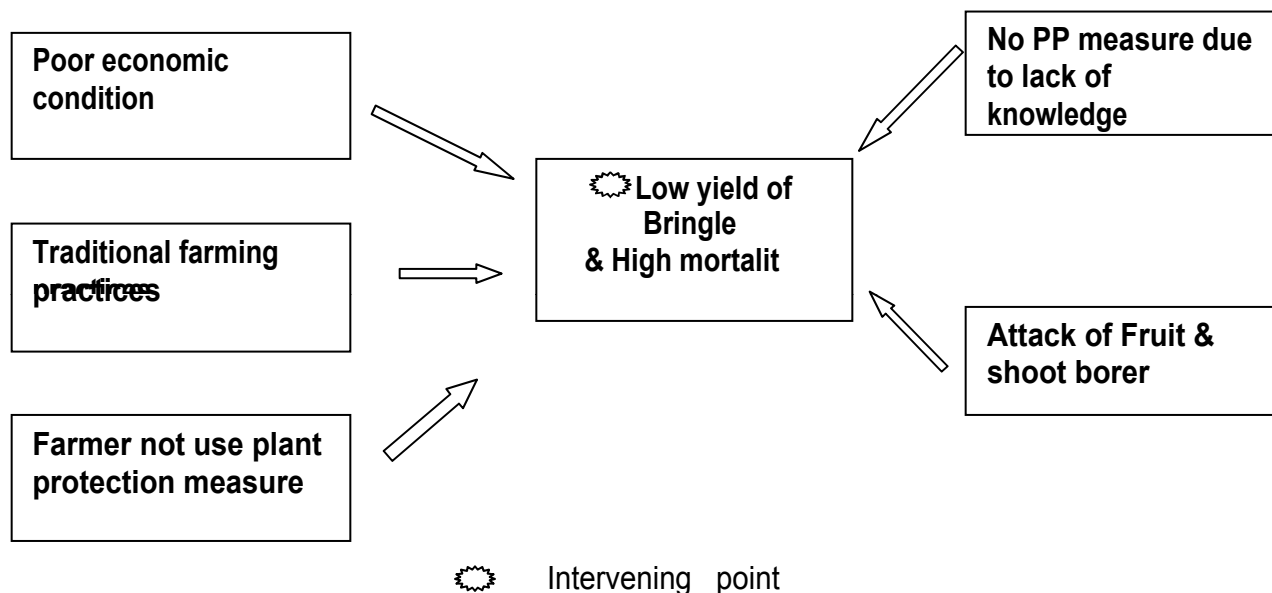 Poor economic
condition
Traditional farming
practices
Farmer not use plant
protection measure
Low yield of
Bringle
& High mortalit
No PP measure due
to lack of
knowledge
Attack of Fruit &
shoot borer
Intervening point